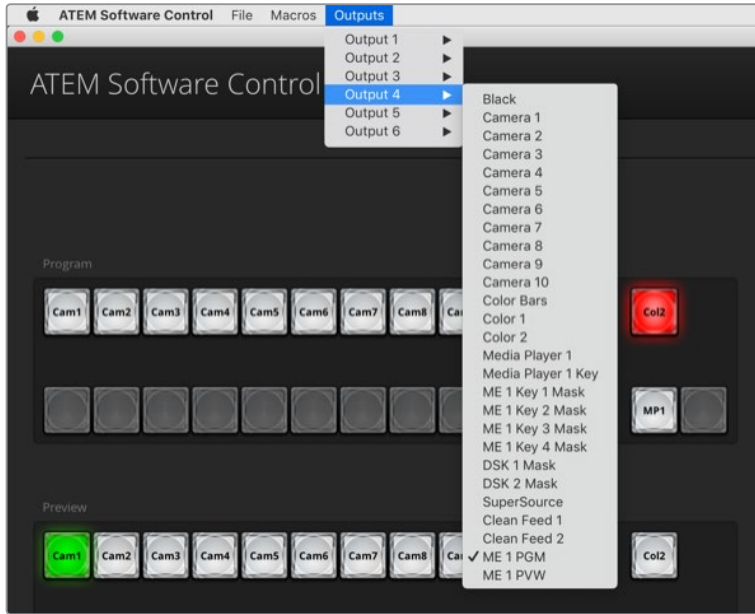 ATEM Software Control File Macros Outputs
ATEM Software Control
Output 1
Output 2
Output 3
Output 4
Output 5
Output 6
Black
Camera 1
Camera 2
Camera 3
Camera 4
Camera 5
Camera 6
Camera 7
Camera 8
Camera 9
Camera 10
Color Bars
Color 1
Color 2
Media Player 1
Media Player 1 Key
ME 1 Key 1 Mask
ME 1 Key 2 Mask
ME 1 Key 3 Mask
ME 1 Key 4 Mask
DSK 1 Mask
DSK 2 Mask
SuperSource
Clean Feed 1
Clean Feed 2
ME 1 PGM
ME 1 PVW
Program
Cam1 Cam2 Cam3 Cam4 Cam5 Cam6 Cam7 Cam8 Col2
MP1
Preview
Cam1 Cam2 Cam3 Cam4 Cam5 Cam6 Cam7 Cam8 Col2